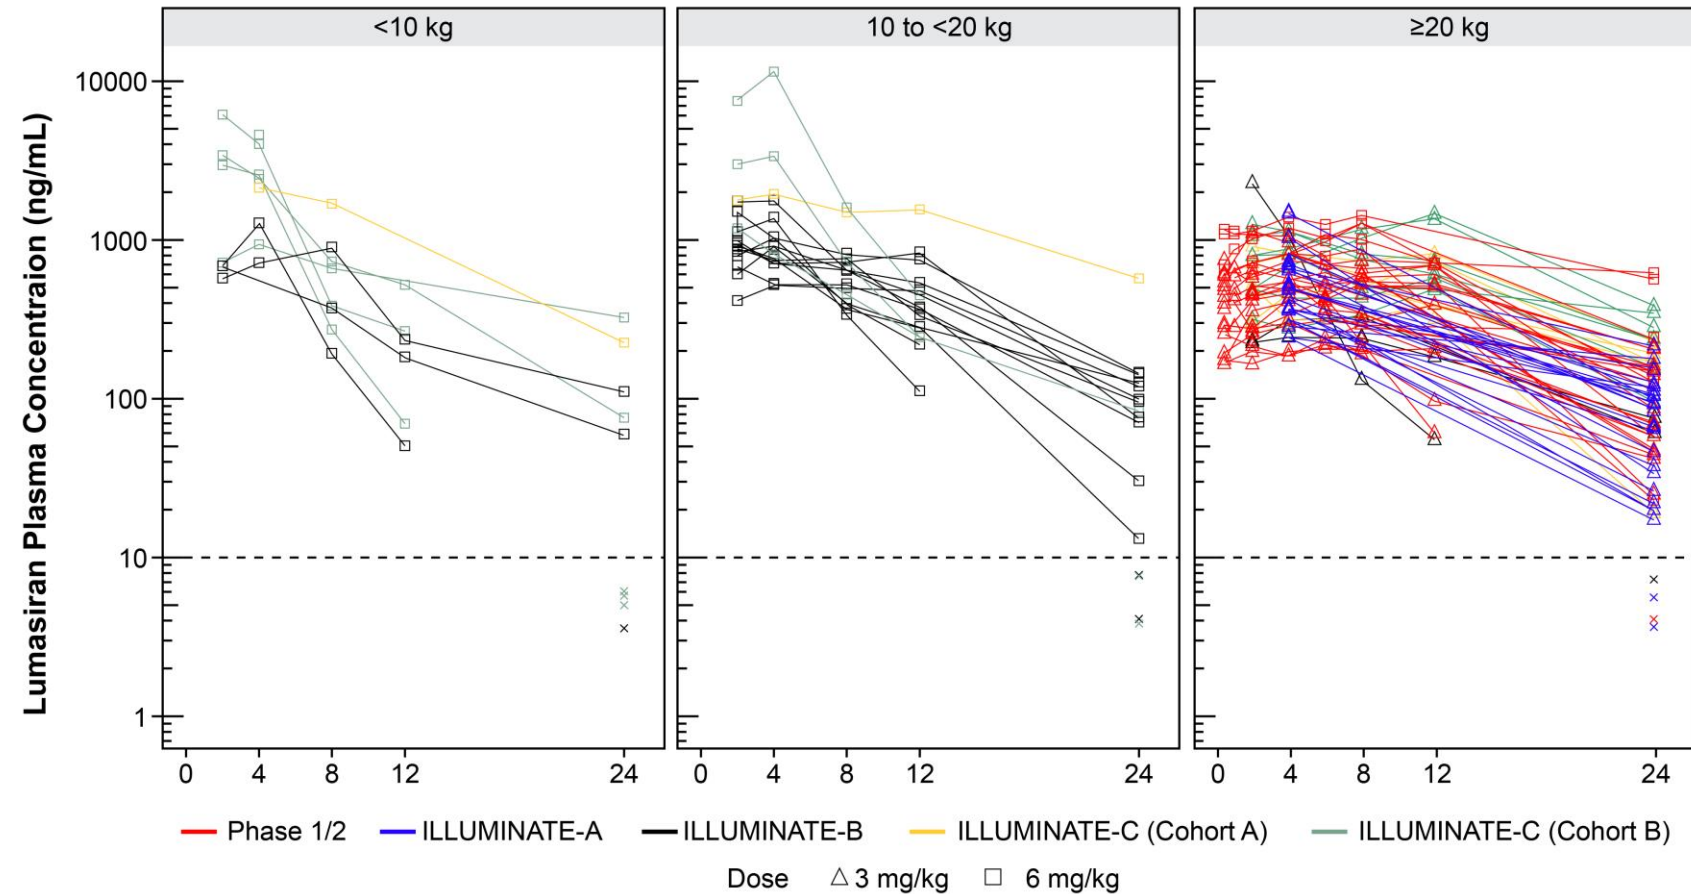 <10 kg
10 to <20 kg
≥20 kg
Lumasiran Plasma Concentraion (ng/mL)
10000
1000
100
10
1
0 4 8 12 24
0 4 8 12 24
0 4 8 12 24
Phase 1/2 ILLUMINATE-A ILLUMINATE-B ILLUMINATE-C (Cohort A) ILLUMINATE-C (Cohort B)
Dose 3 mg/kg 6 mg/kg